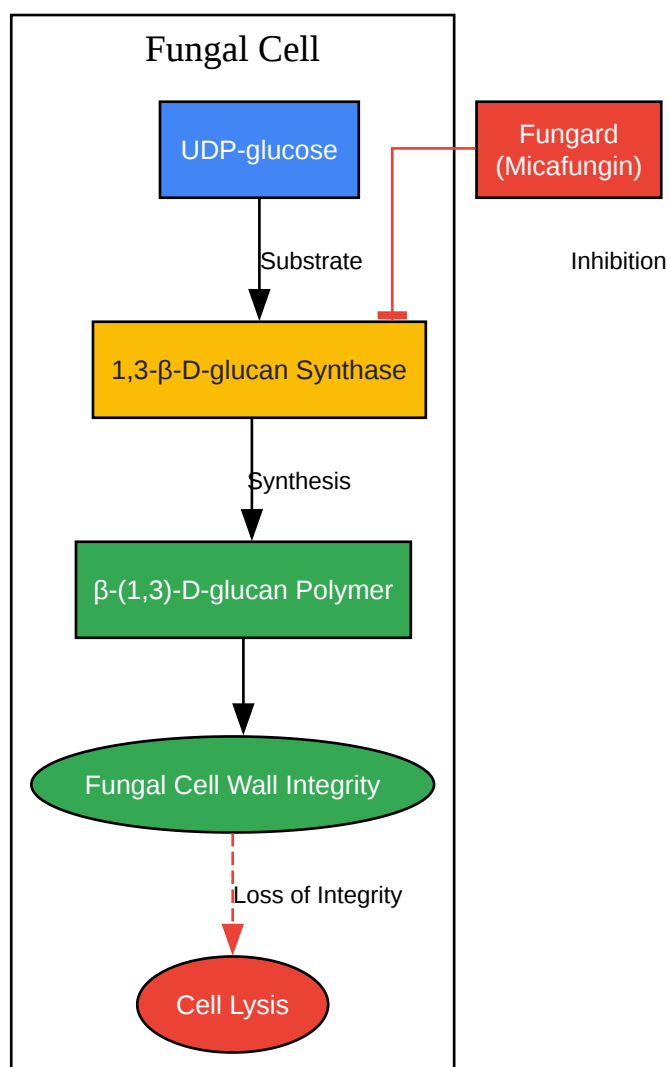 Fungal Cell
UDP-glucose
Fungard
(Micafungin)
Substrate
Inhibition
1,3-β-D-glucan Synthase
Synthesis
β-(1,3)-D-glucan Polymer
Fungal Cell Wall Integrity
Loss of Integrity
Cell Lysis